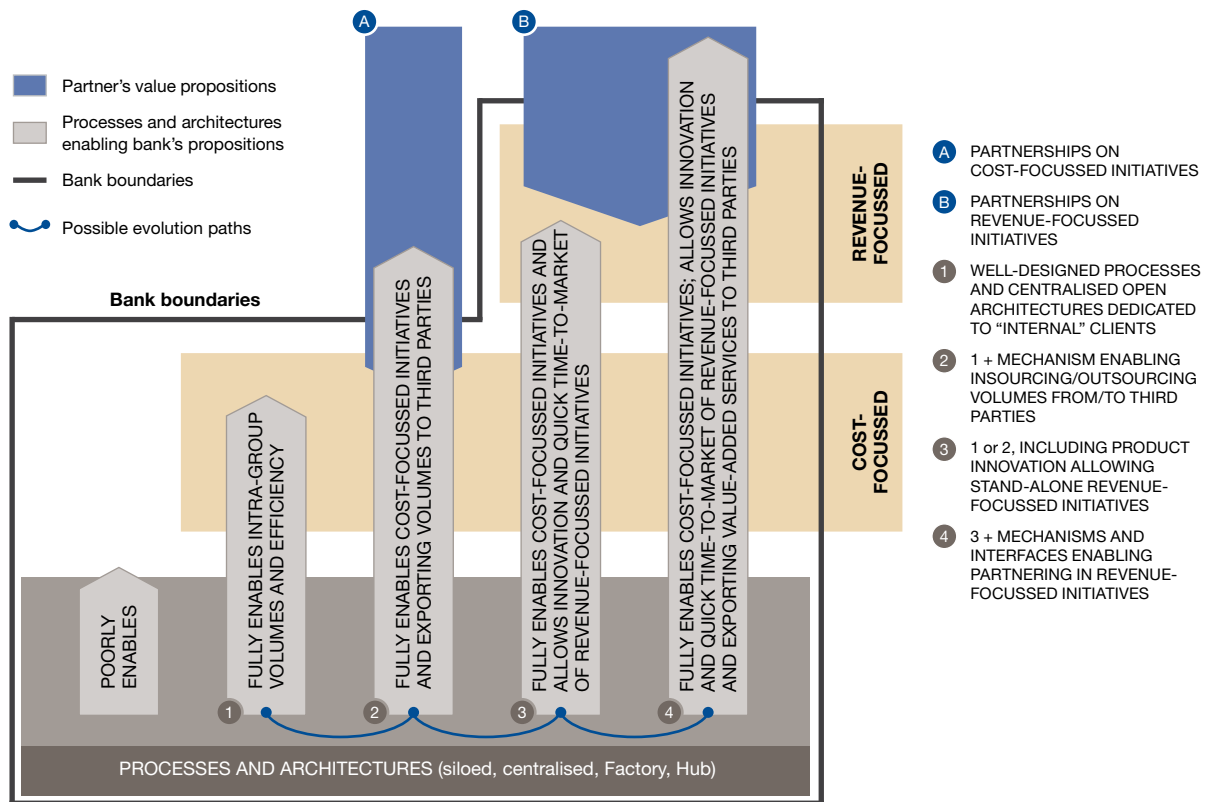 A
B
Partner's value propositions
Processes and architectures
enabling bank's propositions
Bank boundaries
Possible evolution paths
Bank boundaries
REVENUE-
FOCUSSED
COST-
FOCUSSED
POORLY
ENABLES
FULLY ENABLES INTRA-GROUP
VOLUMES AND EFFICIENCY
FULLY ENABLES COST-FOCUSSED INITIATIVES
AND EXPORTING VOLUMES TO THIRD PARTIES
FULLY ENABLES COST-FOCUSSED INITIATIVES AND
ALLOWS INNOVATION AND QUICK TIME-TO-MARKET
OF REVENUE-FOCUSSED INITIATIVES
FULLY ENABLES COST-FOCUSSED INITIATIVES; ALLOWS INNOVATION
AND QUICK TIME-TO-MARKET OF REVENUE-FOCUSSED INITIATIVES
AND EXPORTING VALUE-ADDED SERVICES TO THIRD PARTIES
1
2
3
4
PROCESSES AND ARCHITECTURES (siloed, centralised, Factory, Hub)
A PARTNERSHIPS ON
COST-FOCUSSED INITIATIVES
B PARTNERSHIPS ON
REVENUE-FOCUSSED
INITIATIVES
1 WELL-DESIGNED PROCESSES
AND CENTRALISED OPEN
ARCHITECTURES DEDICATED
TO "INTERNAL" CLIENTS
2 1 + MECHANISM ENABLING
INSOURCING/OUTSOURCING
VOLUMES FROM/TO THIRD
PARTIES
3 1 or 2, INCLUDING PRODUCT
INNOVATION ALLOWING
STAND-ALONE REVENUE-
FOCUSSED INITIATIVES
4 3 + MECHANISMS AND
INTERFACES ENABLING
PARTNERING IN REVENUE-
FOCUSSED INITIATIVES